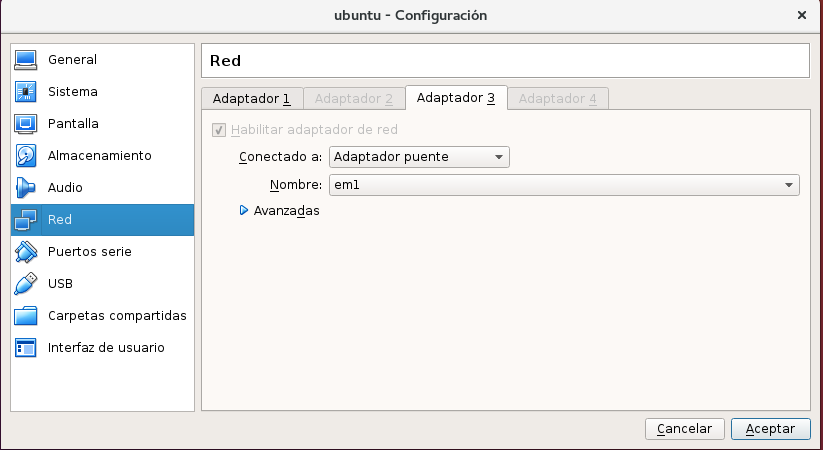 ubuntu - Configuración
General
Sistema
Pantalla
Almacenamiento
Audio
Red
Puertos serie
USB
Carpetas compartidas
Interfaz de usuario
Red
Adaptador 1 Adaptador 2 Adaptador 3 Adaptador 4
Habilitar adaptador de red
Conectado a: Adaptador puente
Nombre: em1
Avanzadas
Cancelar Aceptar